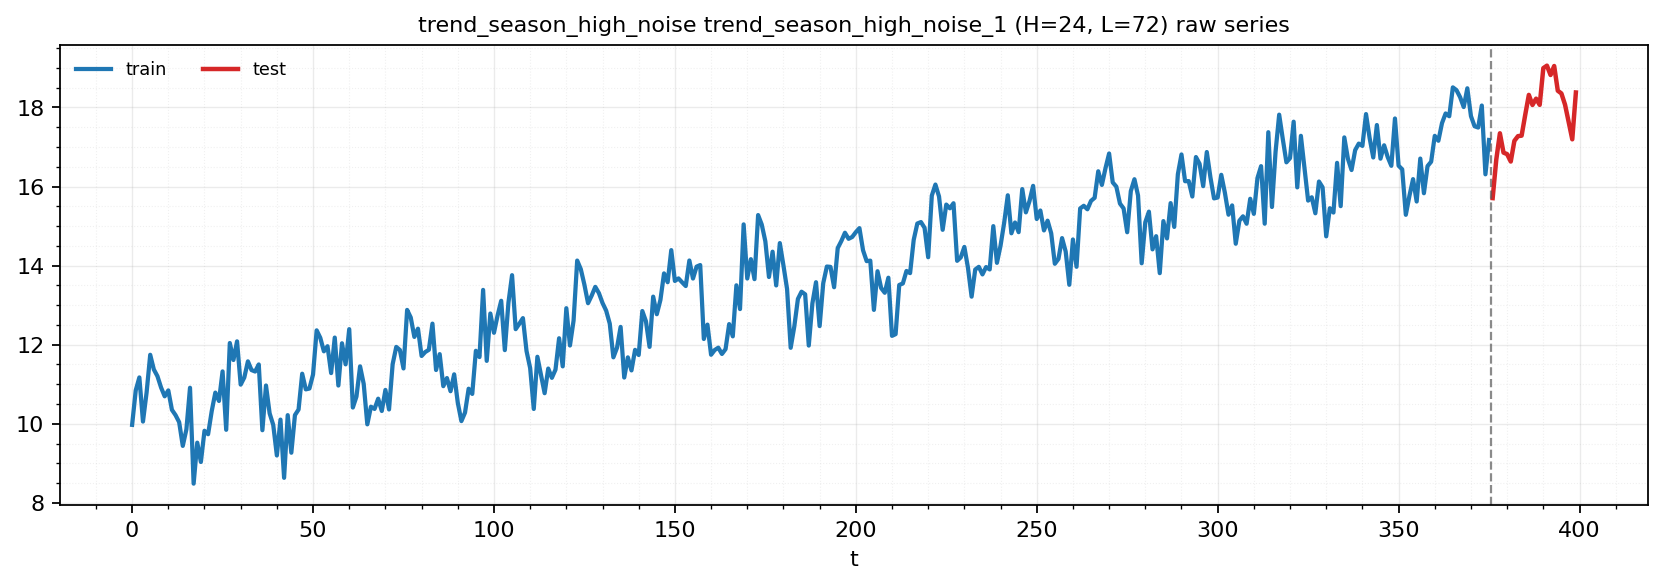 trend_season_high_noise trend_season_high_noise_1 (H=24, L=72) raw series
train test
18
16
14
12
10
8
0 50 100 150 200 250 300 350 400
t